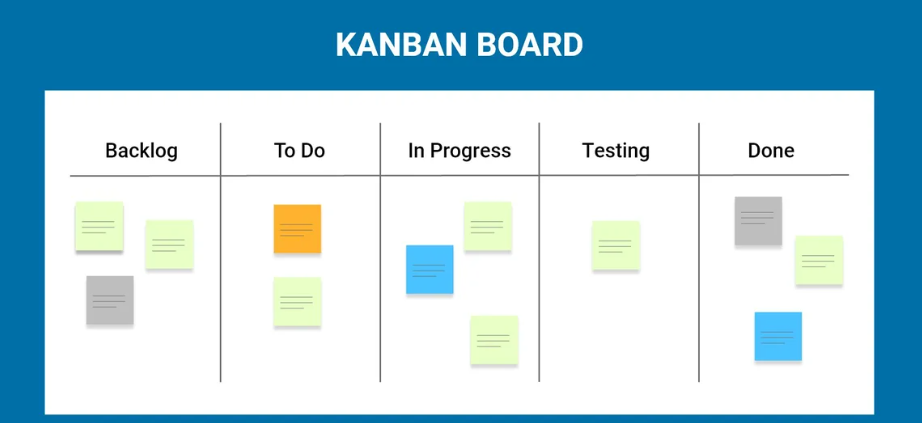 KANBAN BOARD
Backlog
To Do
In Progress
Testing
Done